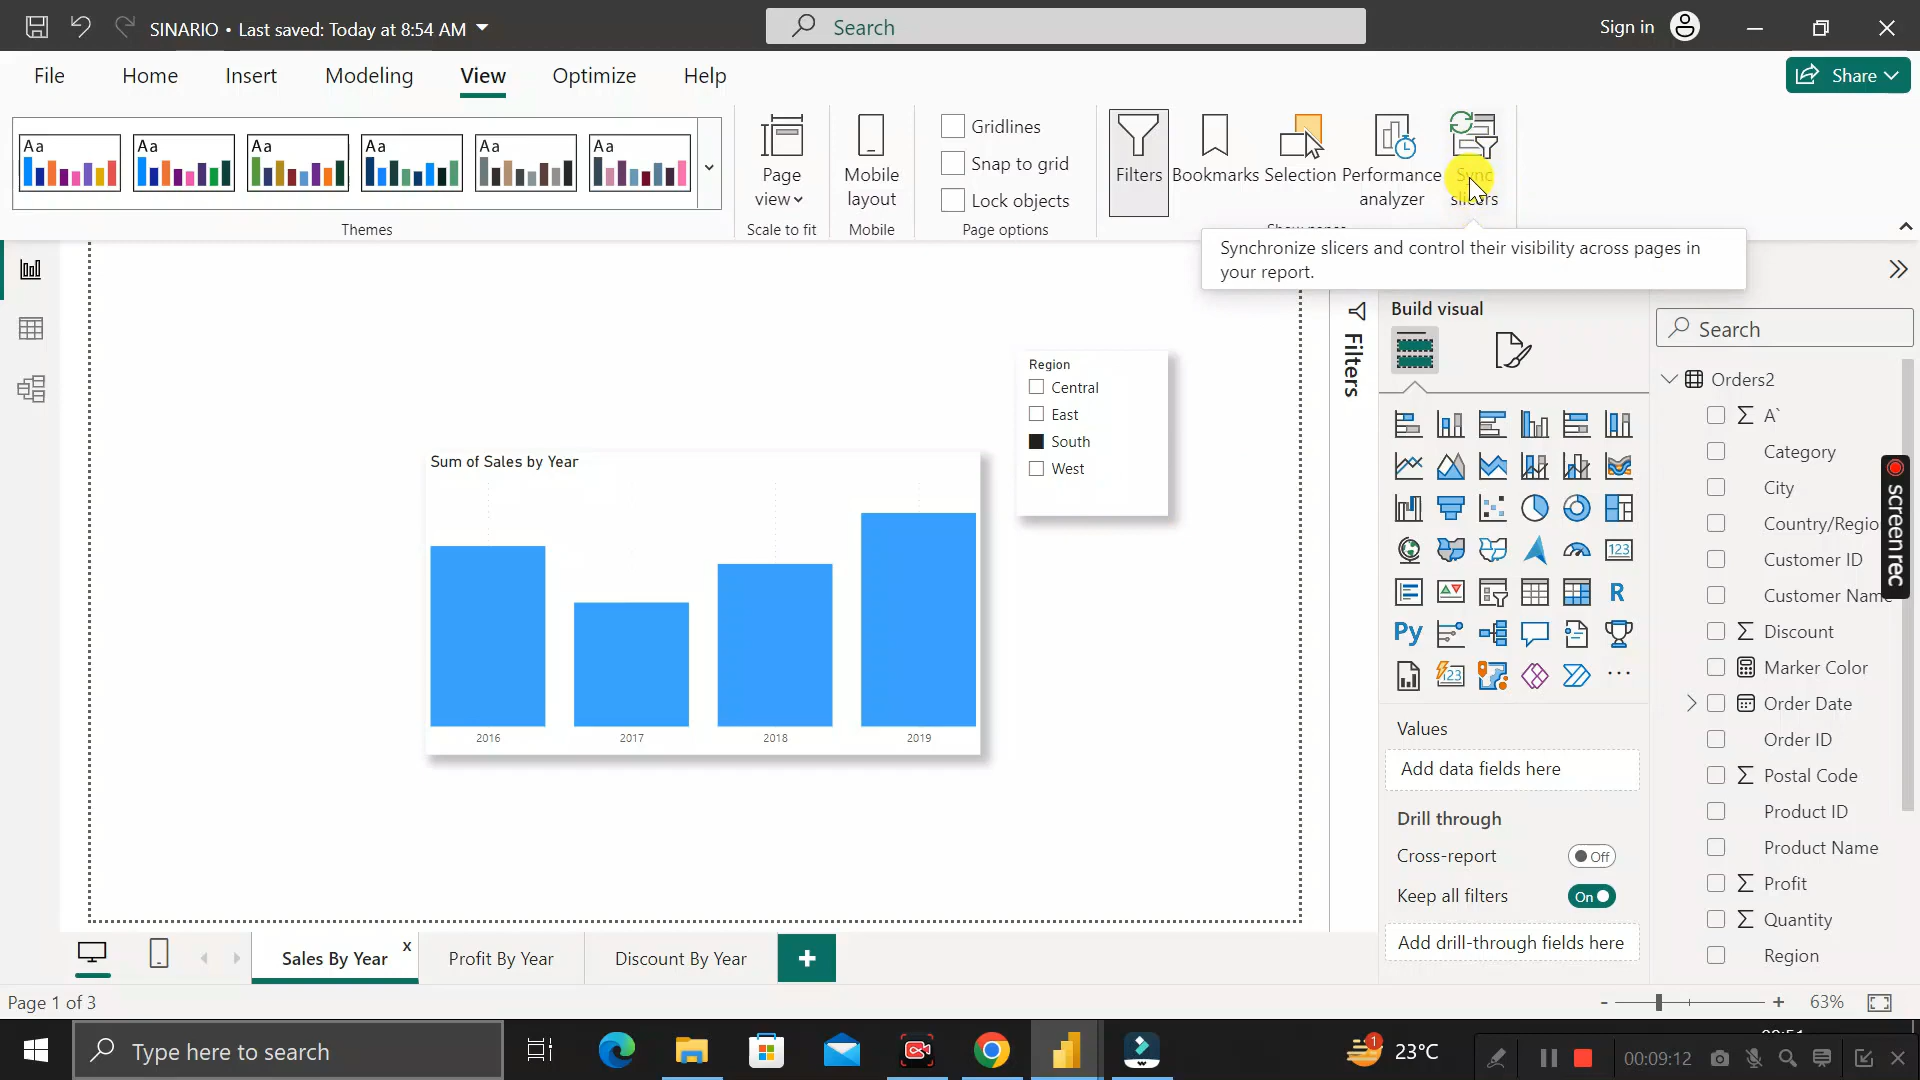 SINARIO • Last saved: Today at 8:54 AM
Search
Sign in
File
Home
Insert
Modeling
View
Optimize
Help
Share
Aa
Aa
Aa
Aa
Aa
Aa
Themes
Page view
Scale to fit
Mobile layout
Mobile
Gridlines
Snap to grid
Lock objects
Page options
Filters
Bookmarks
Selection
Performance analyzer
Sync slicers
Synchronize slicers and control their visibility across pages in
your report.
Filters
Build visual
Search
Region
Central
East
South
West
Sum of Sales by Year
2016
2017
2018
2019
123
R
Py
123
Values
Add data fields here
Drill through
Cross-report
Off
Keep all filters
On
Add drill-through fields here
Orders2
A`
Category
City
Country/Regio
Customer ID
Customer Name
Discount
Marker Color
Order Date
Order ID
Postal Code
Product ID
Product Name
Profit
Quantity
Region
screen rec
Sales By Year
x
Profit By Year
Discount By Year
+
Page 1 of 3
- + 63%
Type here to search
1
23°C
00:09:12